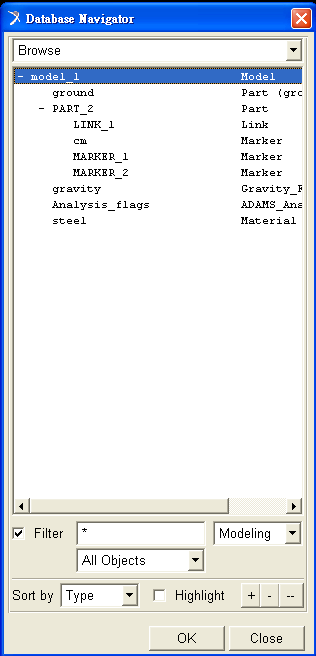 Database Navigator
Browse
- model_1 Model
ground Part (gro
- PART_2 Part
LINK_1 Link
cm Marker
MARKER_1 Marker
MARKER_2 Marker
gravity Gravity_F
Analysis_flags ADAMS_Ana
steel Material
Filter * Modeling
All Objects
Sort by Type Highlight + - --
OK Close